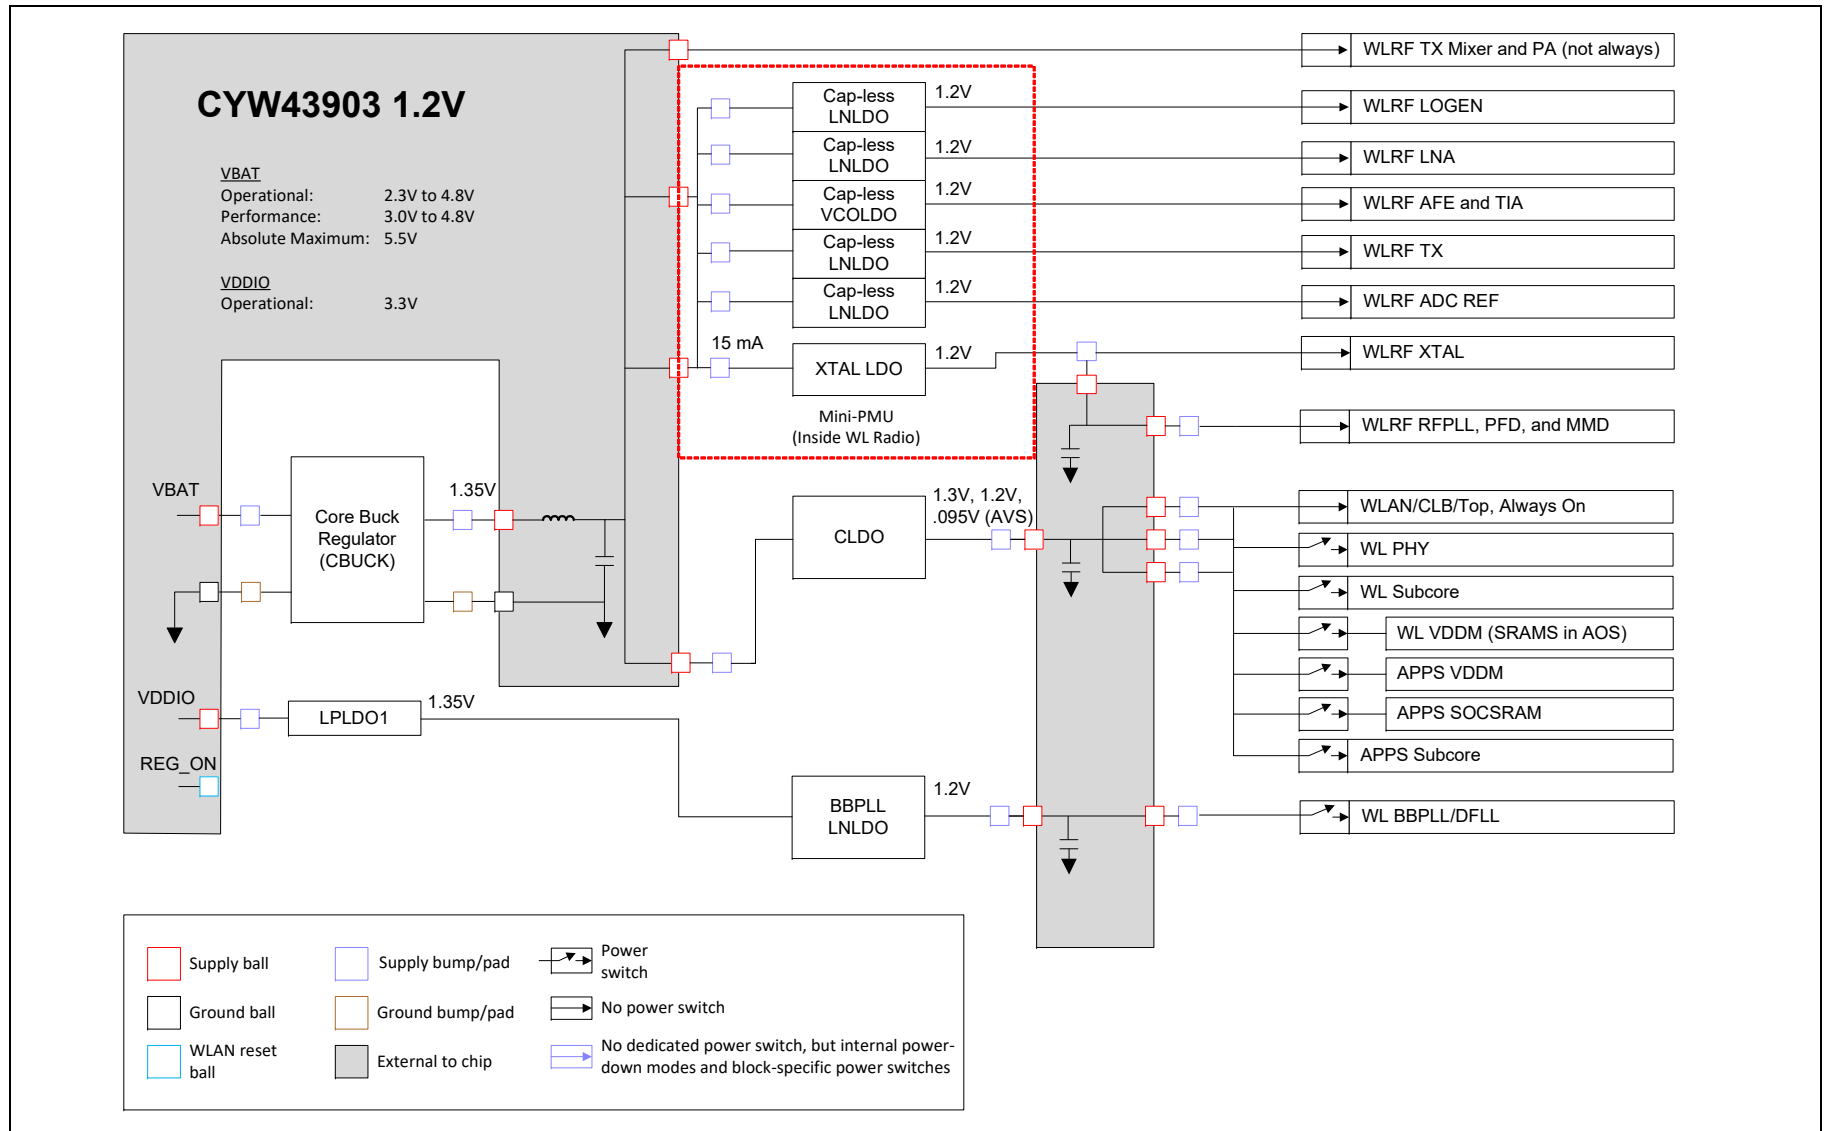 CYW43903 1.2V
VBAT
Operational: 2.3V to 4.8V
Performance: 3.0V to 4.8V
Absolute Maximum: 5.5V
VDDIO
Operational: 3.3V
WLRF TX Mixer and PA (not always)
Cap-less
LNLDO
1.2V
WLRF LOGEN
Cap-less
LNLDO
1.2V
WLRF LNA
Cap-less
VCOLDO
1.2V
WLRF AFE and TIA
Cap-less
LNLDO
1.2V
WLRF TX
Cap-less
LNLDO
1.2V
WLRF ADC REF
15 mA
XTAL LDO
1.2V
WLRF XTAL
Mini-PMU
(Inside WL Radio)
WLRF RFPLL, PFD, and MMD
VBAT
Core Buck
Regulator
(CBUCK)
1.35V
CLDO
1.3V, 1.2V,
.095V (AVS)
WLAN/CLB/Top, Always On
WL PHY
WL Subcore
WL VDDM (SRAMS in AOS)
APPS VDDM
APPS SOCSRAM
APPS Subcore
VDDIO
LPLDO1
1.35V
REG_ON
BBPLL
LNLDO
1.2V
WL BBPLL/DFLL
Supply ball
Supply bump/pad
Power
switch
Ground ball
Ground bump/pad
No power switch
WLAN reset
ball
External to chip
No dedicated power switch, but internal power-
down modes and block-specific power switches